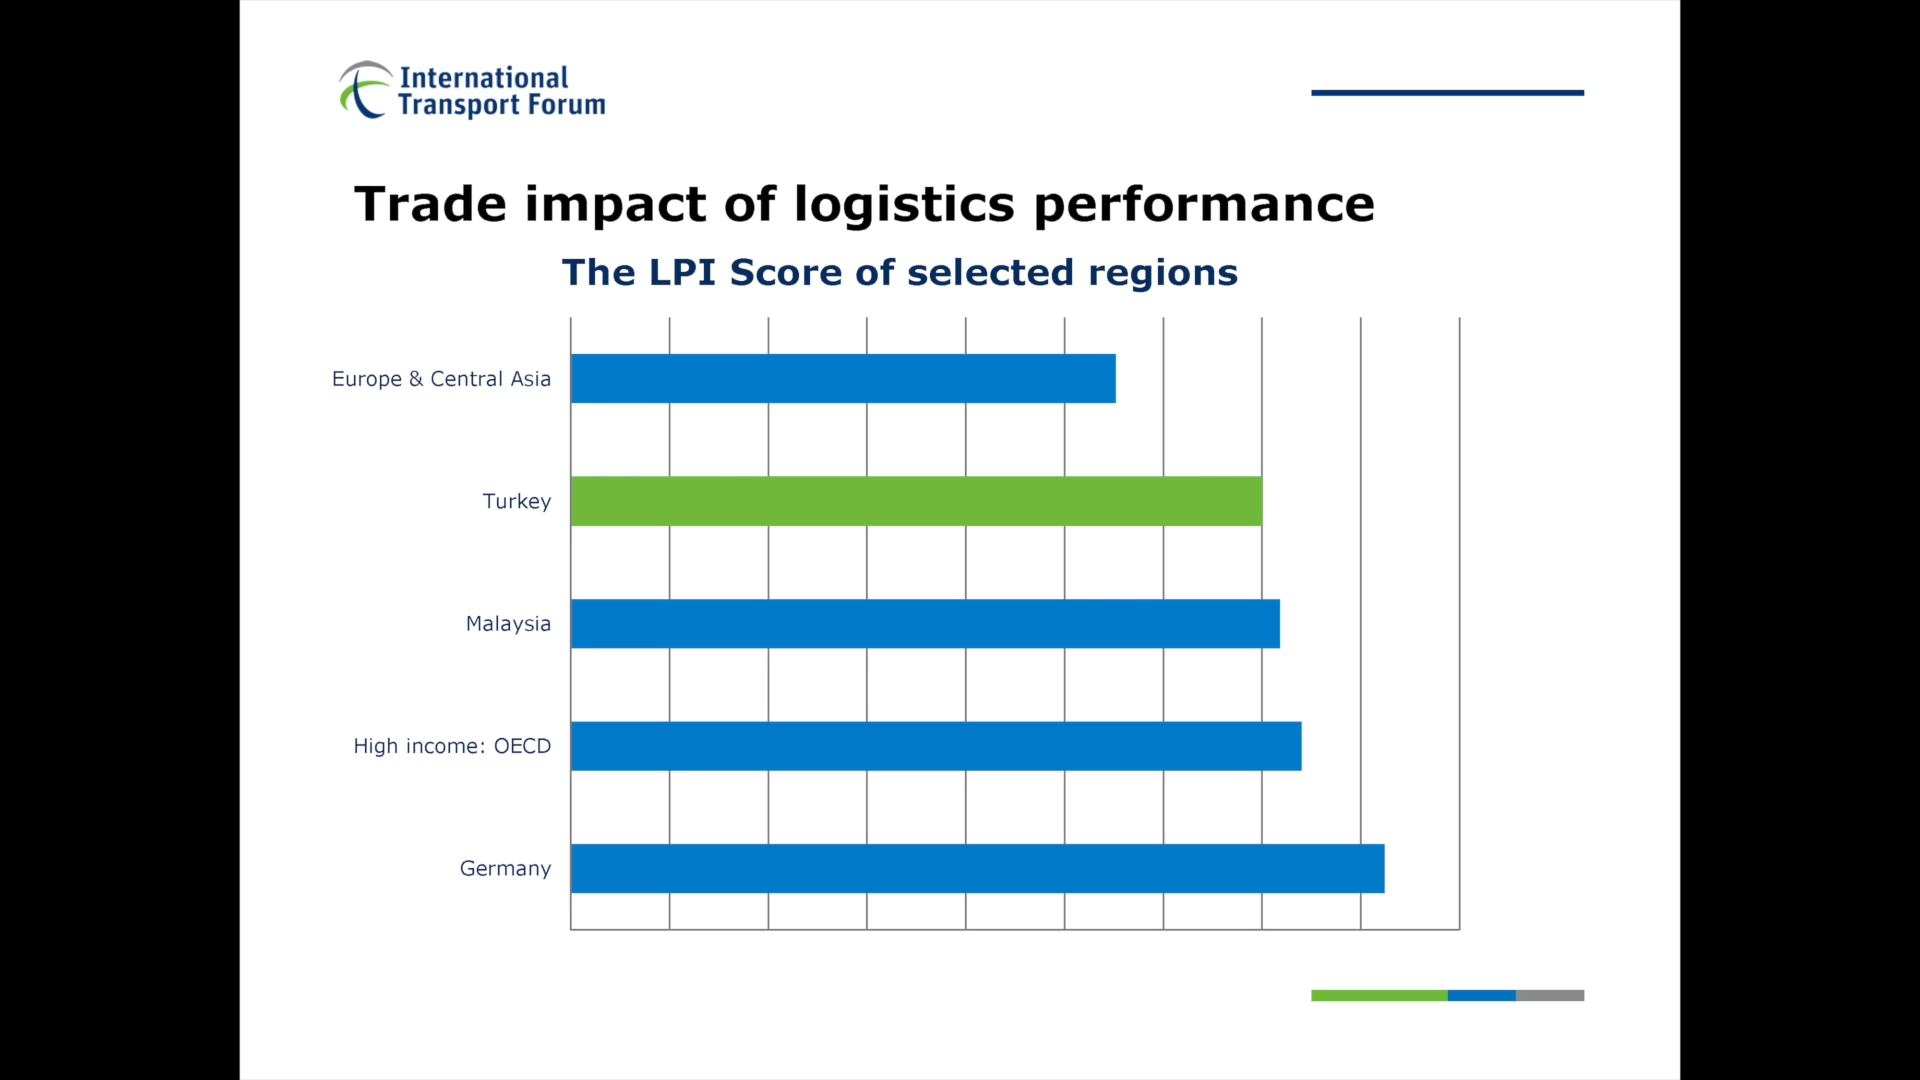 International
Transport Forum
Trade impact of logistics performance
The LPI Score of selected regions
Europe & Central Asia
Turkey
Malaysia
High income: OECD
Germany